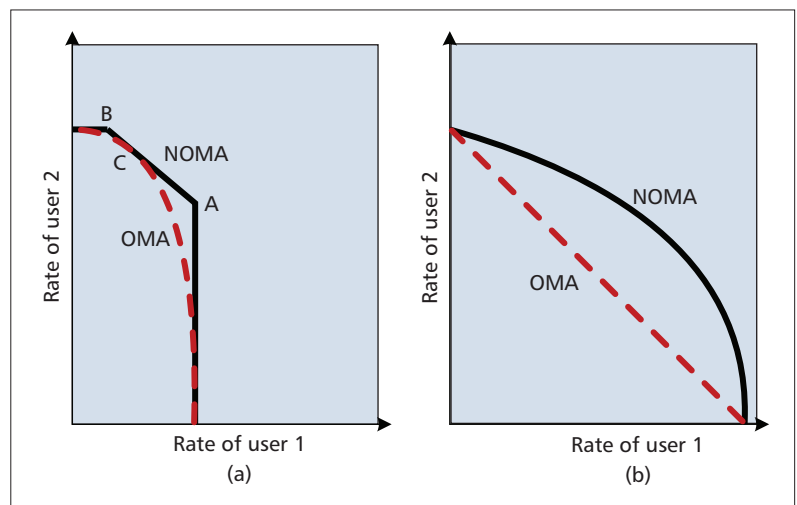 B
C
NOMA
A
OMA
Rate of user 2
Rate of user 1
(a)
NOMA
OMA
Rate of user 2
Rate of user 1
(b)